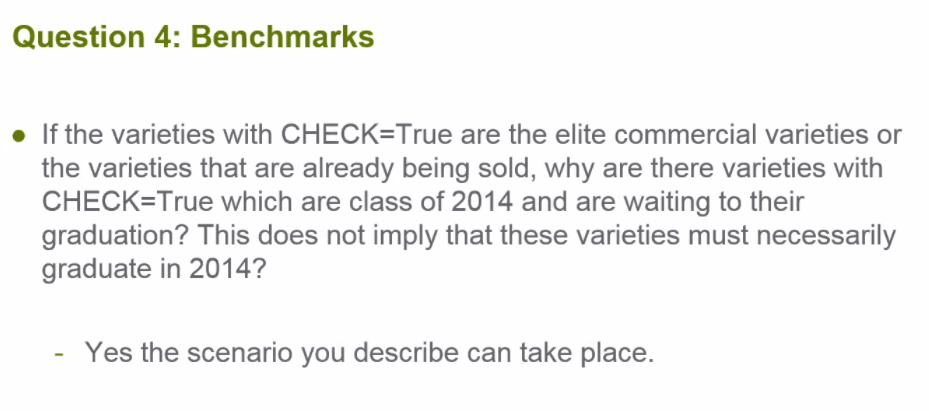 Question 4: Benchmarks
● If the varieties with CHECK=True are the elite commercial varieties or
the varieties that are already being sold, why are there varieties with
CHECK=True which are class of 2014 and are waiting to their
graduation? This does not imply that these varieties must necessarily
graduate in 2014?
- Yes the scenario you describe can take place.